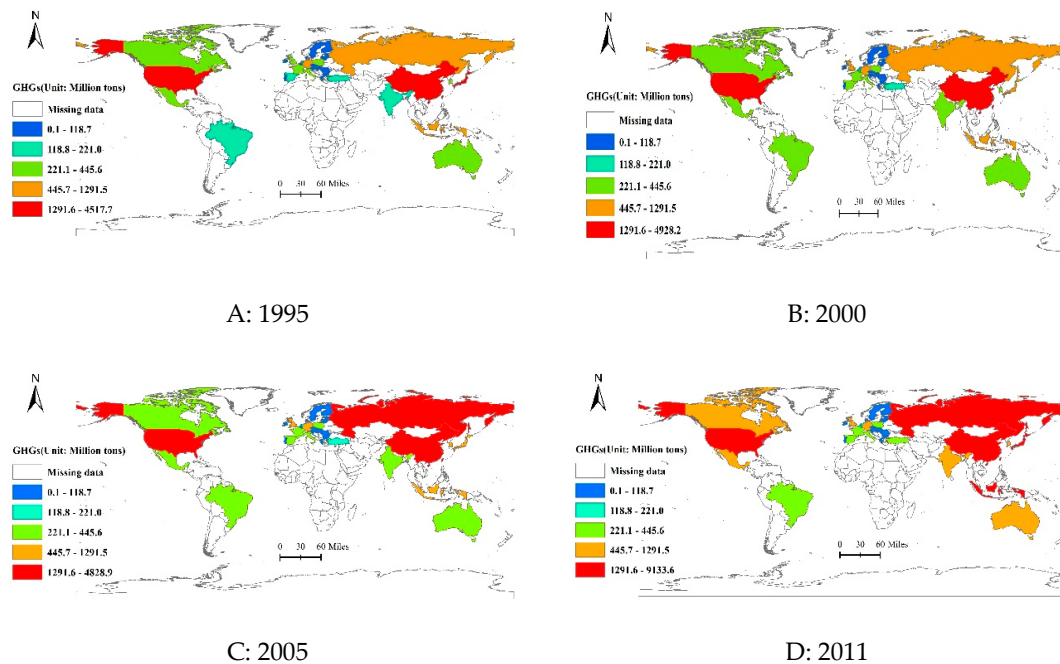 N
GHGs(Unit: Million tons)
Missing data
0.1 - 118.7
118.8 - 221.0
221.1 - 445.6
445.7 - 1291.5
1291.6 - 4517.7
0 30 60 Miles
A: 1995
N
GHGs(Unit: Million tons)
Missing data
0.1 - 118.7
118.8 - 221.0
221.1 - 445.6
445.7 - 1291.5
1291.6 - 4928.2
0 30 60 Miles
B: 2000
N
GHGs(Unit: Million tons)
Missing data
0.1 - 118.7
118.8 - 221.0
221.1 - 445.6
445.7 - 1291.5
1291.6 - 4828.9
0 30 60 Miles
C: 2005
N
GHGs(Unit: Million tons)
Missing data
0.1 - 118.7
118.8 - 221.0
221.1 - 445.6
445.7 - 1291.5
1291.6 - 9133.6
0 30 60 Miles
D: 2011